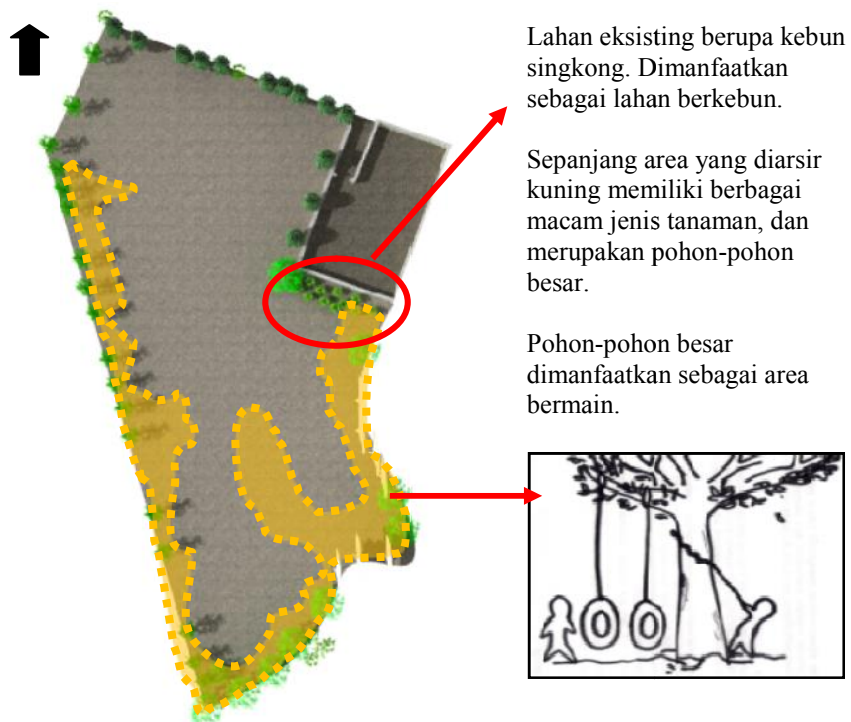 Lahan eksisting berupa kebun
singkong. Dimanfaatkan
sebagai lahan berkebun.
Sepanjang area yang diarsir
kuning memiliki berbagai
macam jenis tanaman, dan
merupakan pohon-pohon
besar.
Pohon-pohon besar
dimanfaatkan sebagai area
bermain.